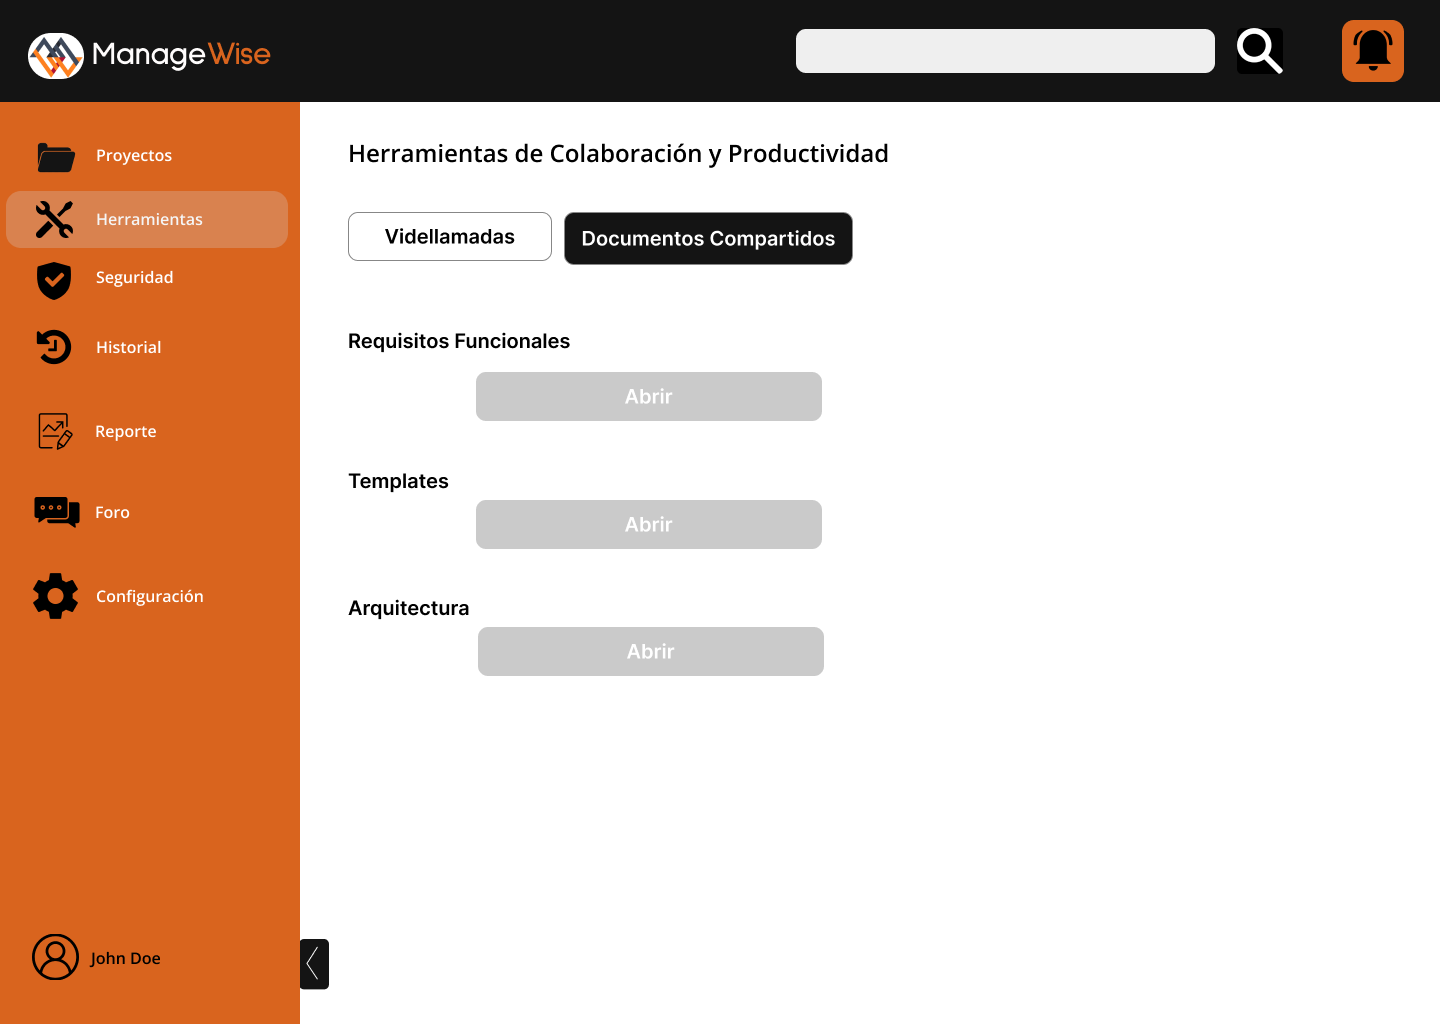 ManageWise
Proyectos
Herramientas
Seguridad
Historial
Reporte
Foro
Configuración
John Doe
Herramientas de Colaboración y Productividad
Videllamadas
Documentos Compartidos
Requisitos Funcionales
Abrir
Templates
Abrir
Arquitectura
Abrir